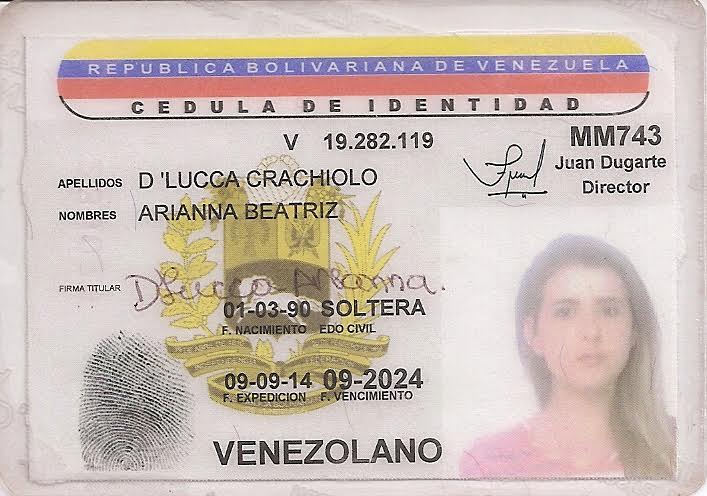 REPUBLICA BOLIVARIANA DE VENEZUELA
CEDULA DE IDENTIDAD
V 19.282.119
MM743
Juan Dugarte
Director
APELLIDOS D 'LUCCA CRACHIOLO
NOMBRES ARIANNA BEATRIZ
FIRMA TITULAR DLucca Arianna.
01-03-90 SOLTERA
F. NACIMIENTO EDO CIVIL
09-09-14 09-2024
F. EXPEDICION F. VENCIMIENTO
VENEZOLANO